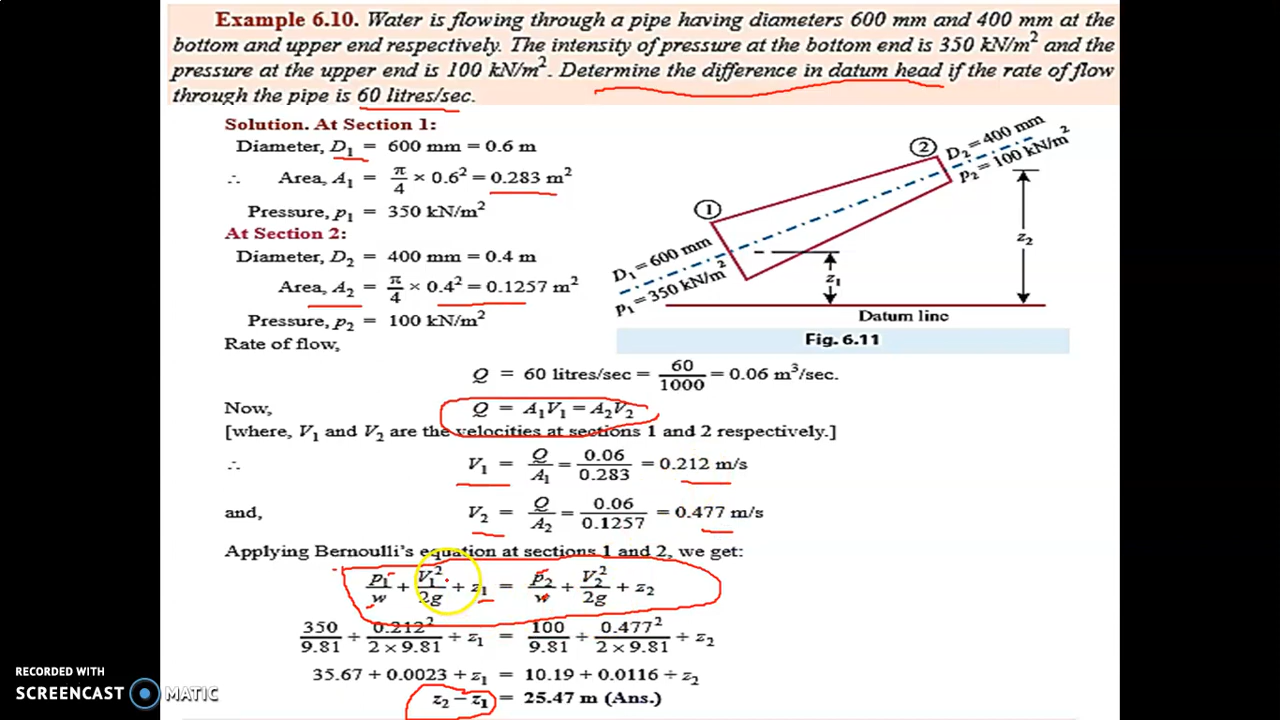 Example 6.10. Water is flowing through a pipe having diameters 600 mm and 400 mm at the
bottom and upper end respectively. The intensity of pressure at the bottom end is 350 kN/m² and the
pressure at the upper end is 100 kN/m². Determine the difference in datum head if the rate of flow
through the pipe is 60 litres/sec.
Solution. At Section 1:
Diameter, D₁ = 600 mm = 0.6 m
∴ Area, A₁ = π/4 × 0.6² = 0.283 m²
Pressure, p₁ = 350 kN/m²
At Section 2:
Diameter, D₂ = 400 mm = 0.4 m
Area, A₂ = π/4 × 0.4² = 0.1257 m²
Pressure, p₂ = 100 kN/m²
Rate of flow,
① ②
D₁ = 600 mm
p₁ = 350 kN/m²
D₂ = 400 mm
p₂ = 100 kN/m²
z₁
z₂
Datum line
Fig. 6.11
Q = 60 litres/sec = 60/1000 = 0.06 m³/sec.
Now, Q = A₁V₁ = A₂V₂
[where, V₁ and V₂ are the velocities at sections 1 and 2 respectively.]
∴ V₁ = Q/A₁ = 0.06/0.283 = 0.212 m/s
and, V₂ = Q/A₂ = 0.06/0.1257 = 0.477 m/s
Applying Bernoulli's equation at sections 1 and 2, we get:
p₁/w + V₁²/2g + z₁ = p₂/w + V₂²/2g + z₂
350/9.81 + 0.212²/2 × 9.81 + z₁ = 100/9.81 + 0.477²/2 × 9.81 + z₂
35.67 + 0.0023 + z₁ = 10.19 + 0.0116 + z₂
z₂ − z₁ = 25.47 m (Ans.)
RECORDED WITH
SCREENCAST MATIC